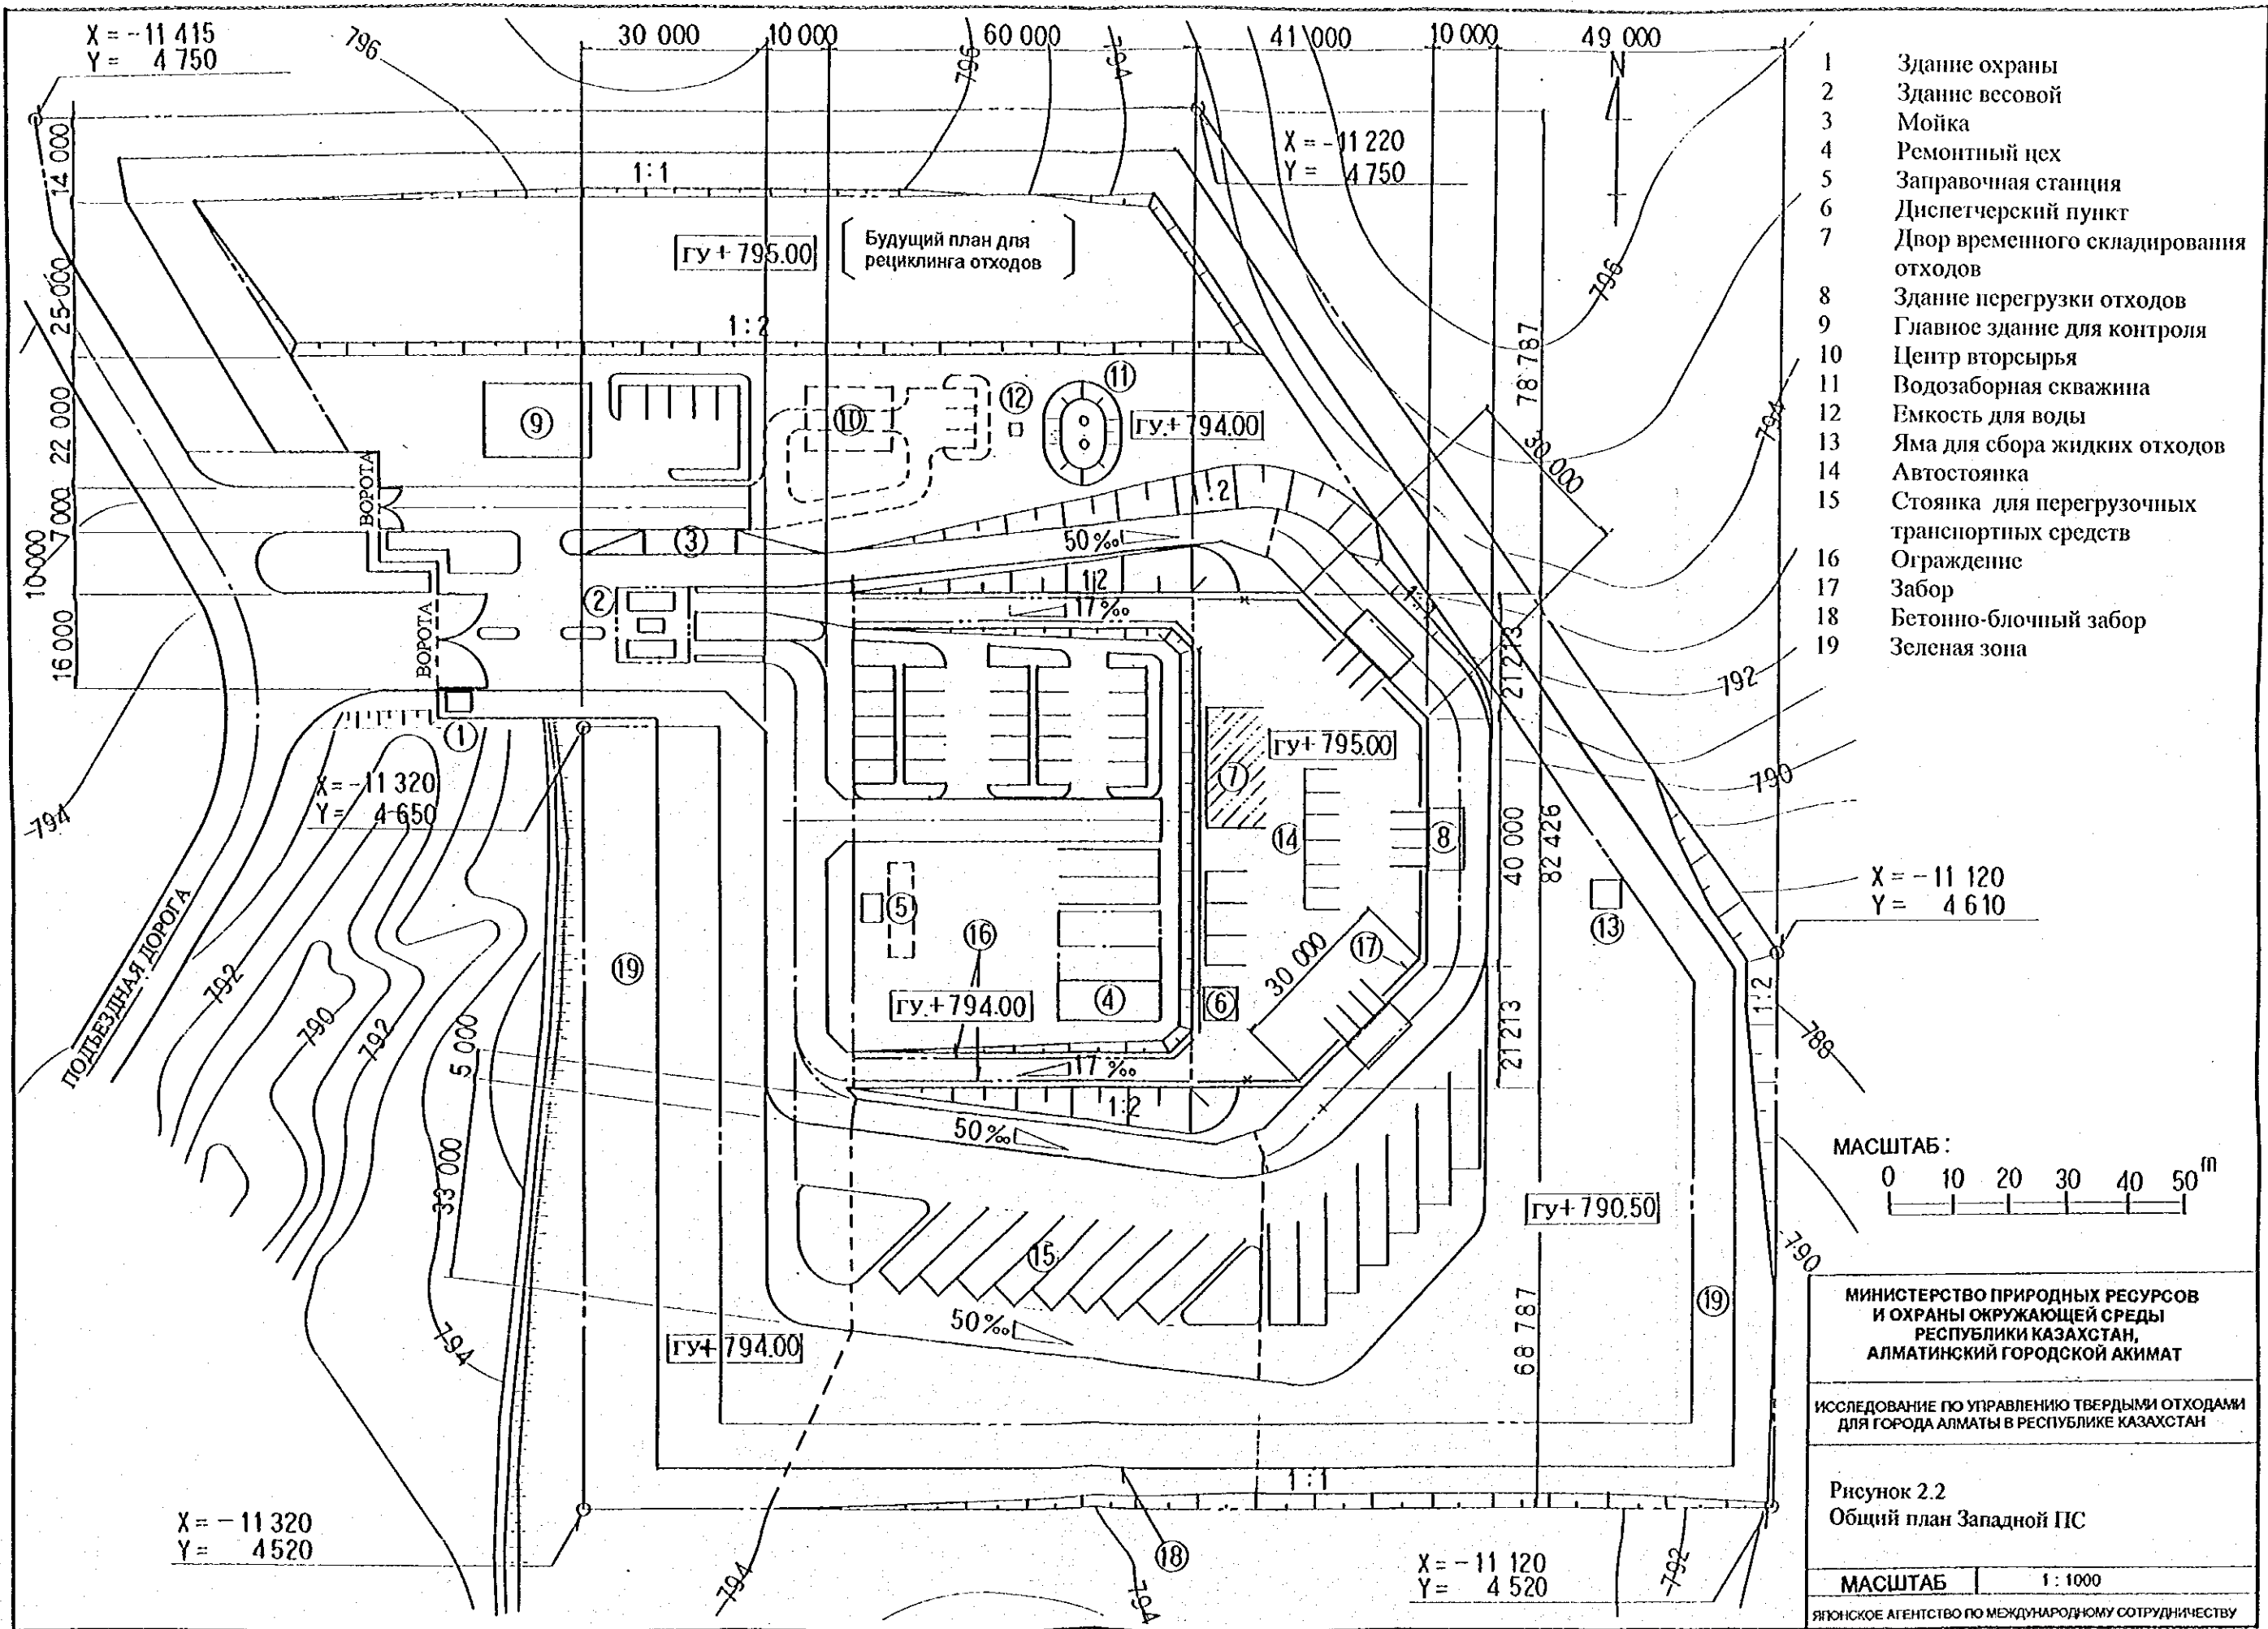 X = -11 415
Y = 4 750
796
30 000
10 000
60 000
41 000
10 000
49 000
796
794
N
X = -11 220
Y = 4 750
14 000
25 000
22 000
7 000
10 000
16 000
1:1
ГУ + 795.00
Будущий план для
рециклинга отходов
1:2
796
794
78 787
30 000
9
10
12
11
ГУ.+ 794.00
ВОРОТА
3
50‰
1:2
1:2
17‰
2
ВОРОТА
1
1:2
21 213
792
790
X = -11 320
Y = 4 650
794
7
ГУ+ 795.00
14
8
40 000
82 426
13
X = -11 120
Y = 4 610
ПОДЪЕЗДНАЯ ДОРОГА
792
790
792
19
5
16
ГУ.+ 794.00
4
6
30 000
17
21 213
1:2
788
5 000
33 000
17‰
1:2
50‰
15
50‰
ГУ+ 790.50
ГУ+ 794.00
794
68 787
19
790
1:1
X = -11 320
Y = 4520
794
18
794
X = -11 120
Y = 4 520
792
1 Здание охраны
2 Здание весовой
3 Мойка
4 Ремонтный цех
5 Заправочная станция
6 Диспетчерский пункт
7 Двор временного складирования
отходов
8 Здание перегрузки отходов
9 Главное здание для контроля
10 Центр вторсырья
11 Водозаборная скважина
12 Емкость для воды
13 Яма для сбора жидких отходов
14 Автостоянка
15 Стоянка для перегрузочных
транспортных средств
16 Ограждение
17 Забор
18 Бетонно-блочный забор
19 Зеленая зона
МАСШТАБ :
0 10 20 30 40 50 m
МИНИСТЕРСТВО ПРИРОДНЫХ РЕСУРСОВ
И ОХРАНЫ ОКРУЖАЮЩЕЙ СРЕДЫ
РЕСПУБЛИКИ КАЗАХСТАН,
АЛМАТИНСКИЙ ГОРОДСКОЙ АКИМАТ
ИССЛЕДОВАНИЕ ПО УПРАВЛЕНИЮ ТВЕРДЫМИ ОТХОДАМИ
ДЛЯ ГОРОДА АЛМАТЫ В РЕСПУБЛИКЕ КАЗАХСТАН
Рисунок 2.2
Общий план Западной ПС
МАСШТАБ 1 : 1000
ЯПОНСКОЕ АГЕНТСТВО ПО МЕЖДУНАРОДНОМУ СОТРУДНИЧЕСТВУ